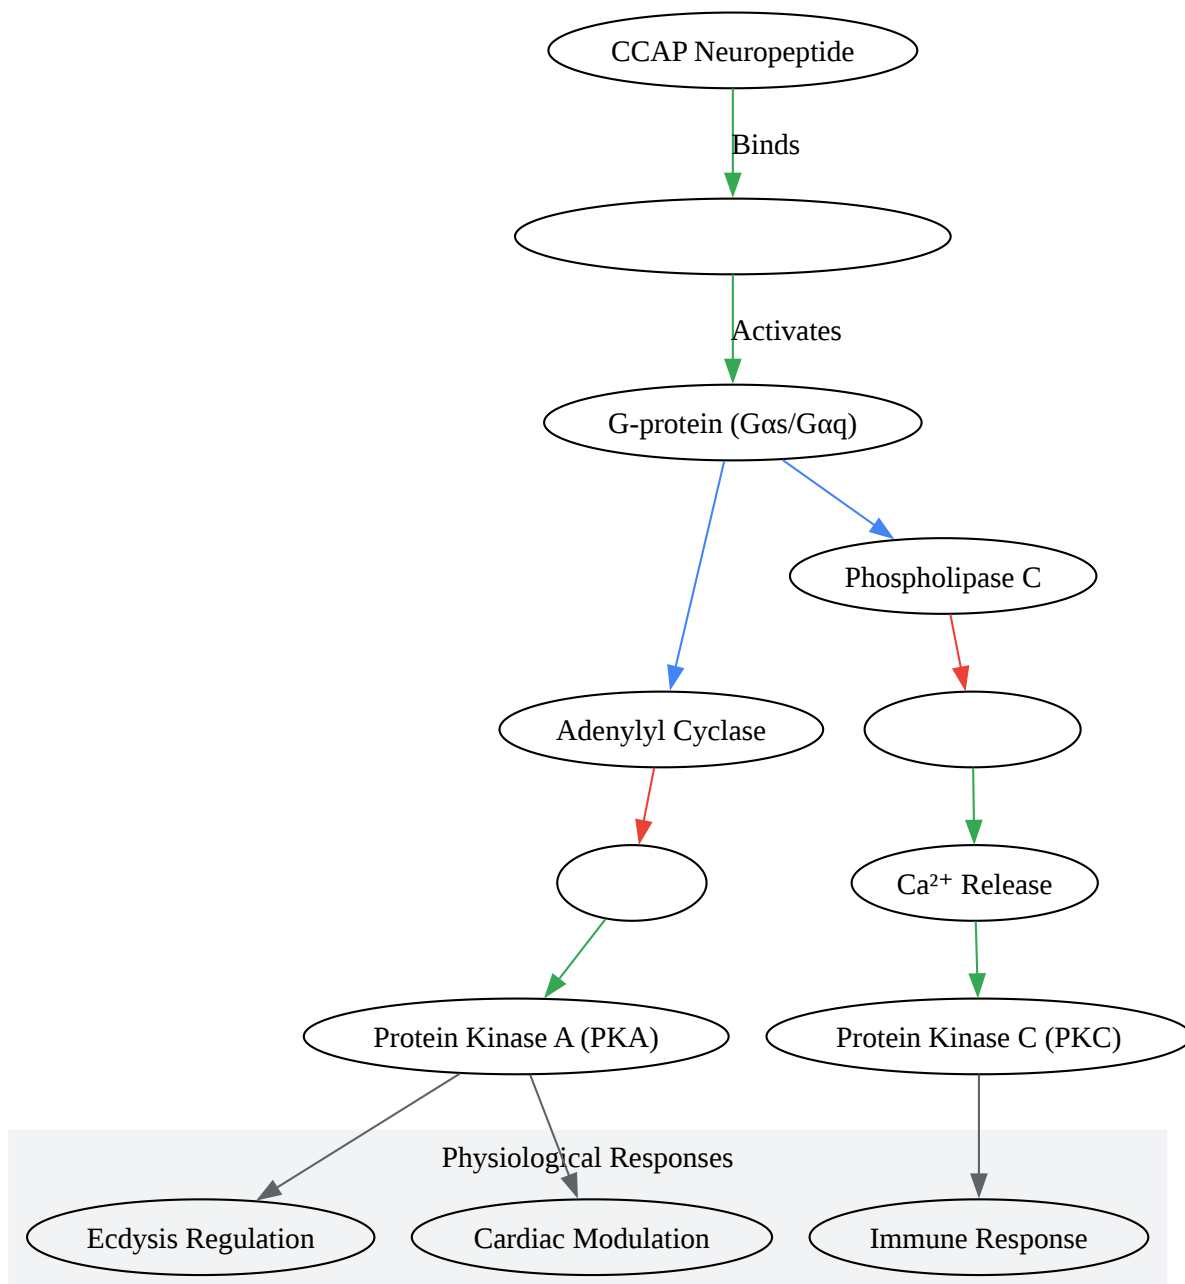 CCAP Neuropeptide
Binds
Activates
G-protein (Gαs/Gαq)
Phospholipase C
Adenylyl Cyclase
Ca²⁺ Release
Protein Kinase A (PKA)
Protein Kinase C (PKC)
Physiological Responses
Ecdysis Regulation
Cardiac Modulation
Immune Response